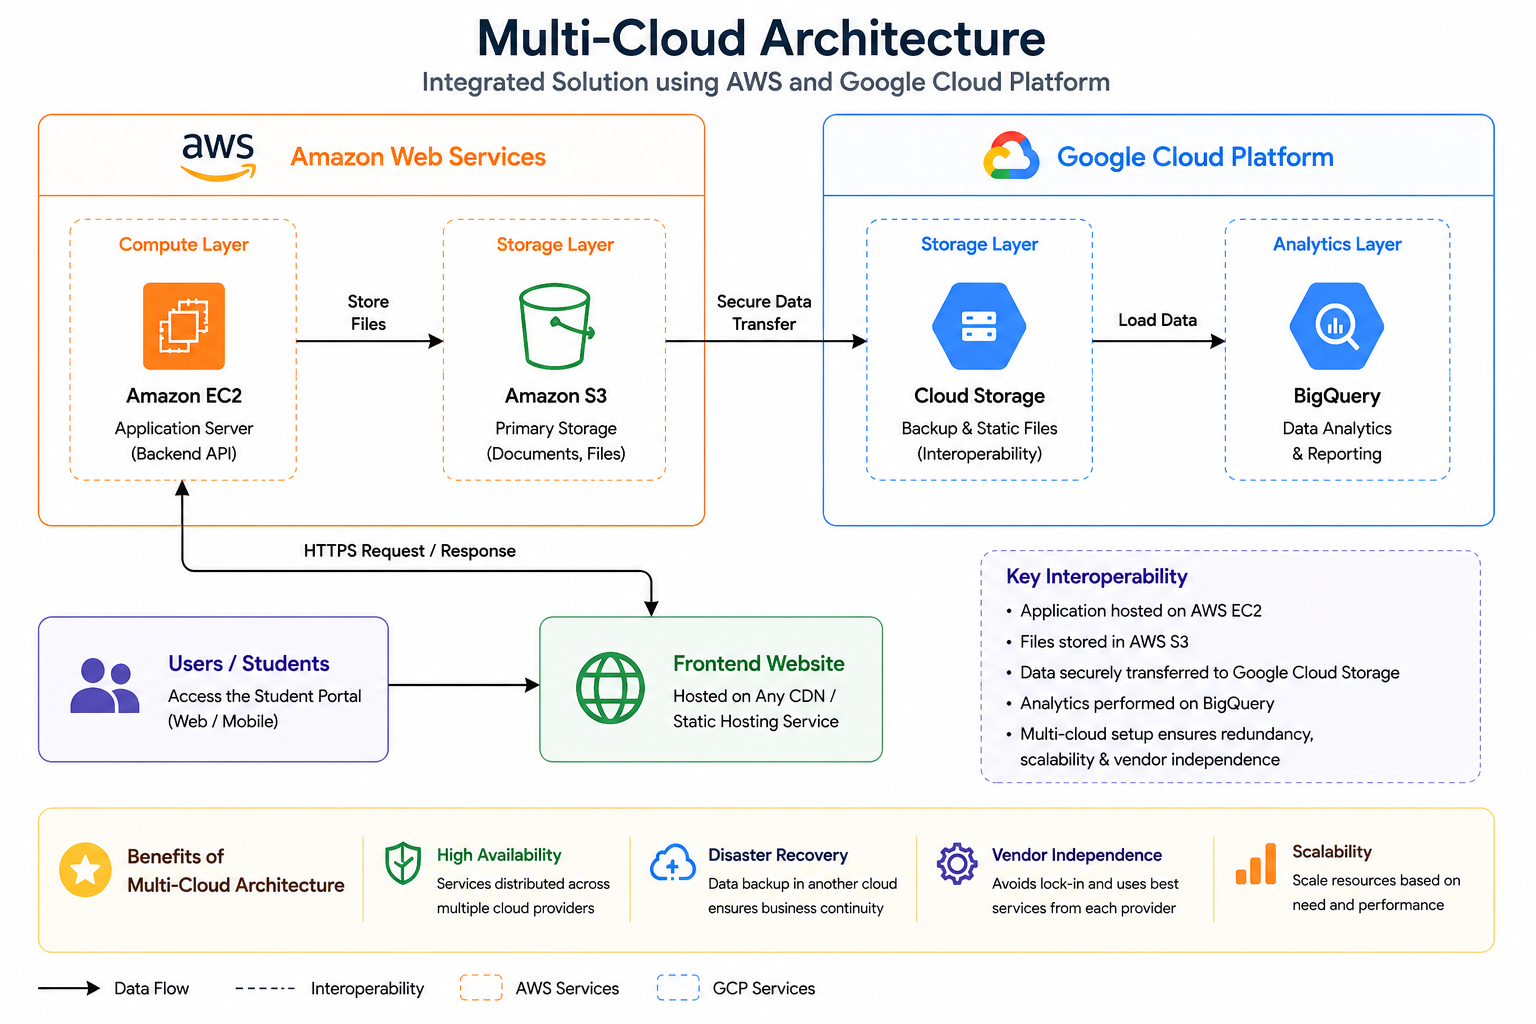 Multi-Cloud Architecture
Integrated Solution using AWS and Google Cloud Platform
aws
Amazon Web Services
Google Cloud Platform
Compute Layer
Amazon EC2
Application Server
(Backend API)
Store
Files
Storage Layer
Amazon S3
Primary Storage
(Documents, Files)
Secure Data
Transfer
Storage Layer
Cloud Storage
Backup & Static Files
(Interoperability)
Load Data
Analytics Layer
BigQuery
Data Analytics
& Reporting
HTTPS Request / Response
Users / Students
Access the Student Portal
(Web / Mobile)
Frontend Website
Hosted on Any CDN /
Static Hosting Service
Key Interoperability
• Application hosted on AWS EC2
• Files stored in AWS S3
• Data securely transferred to Google Cloud Storage
• Analytics performed on BigQuery
• Multi-cloud setup ensures redundancy,
scalability & vendor independence
Benefits of
Multi-Cloud Architecture
High Availability
Services distributed across
multiple cloud providers
Disaster Recovery
Data backup in another cloud
ensures business continuity
Vendor Independence
Avoids lock-in and uses best
services from each provider
Scalability
Scale resources based on
need and performance
Data Flow
Interoperability
AWS Services
GCP Services